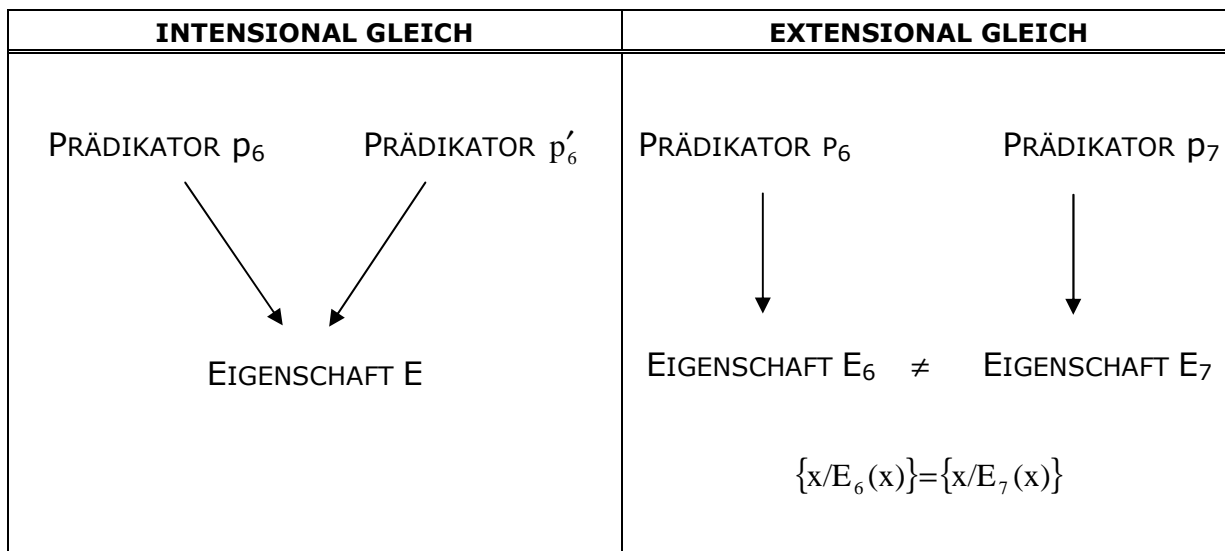 INTENSIONAL GLEICH
EXTENSIONAL GLEICH
PRÄDIKATOR p₆ PRÄDIKATOR p′₆
EIGENSCHAFT E
PRÄDIKATOR P₆ PRÄDIKATOR p₇
EIGENSCHAFT E₆ ≠ EIGENSCHAFT E₇
{x/E₆(x)}={x/E₇(x)}